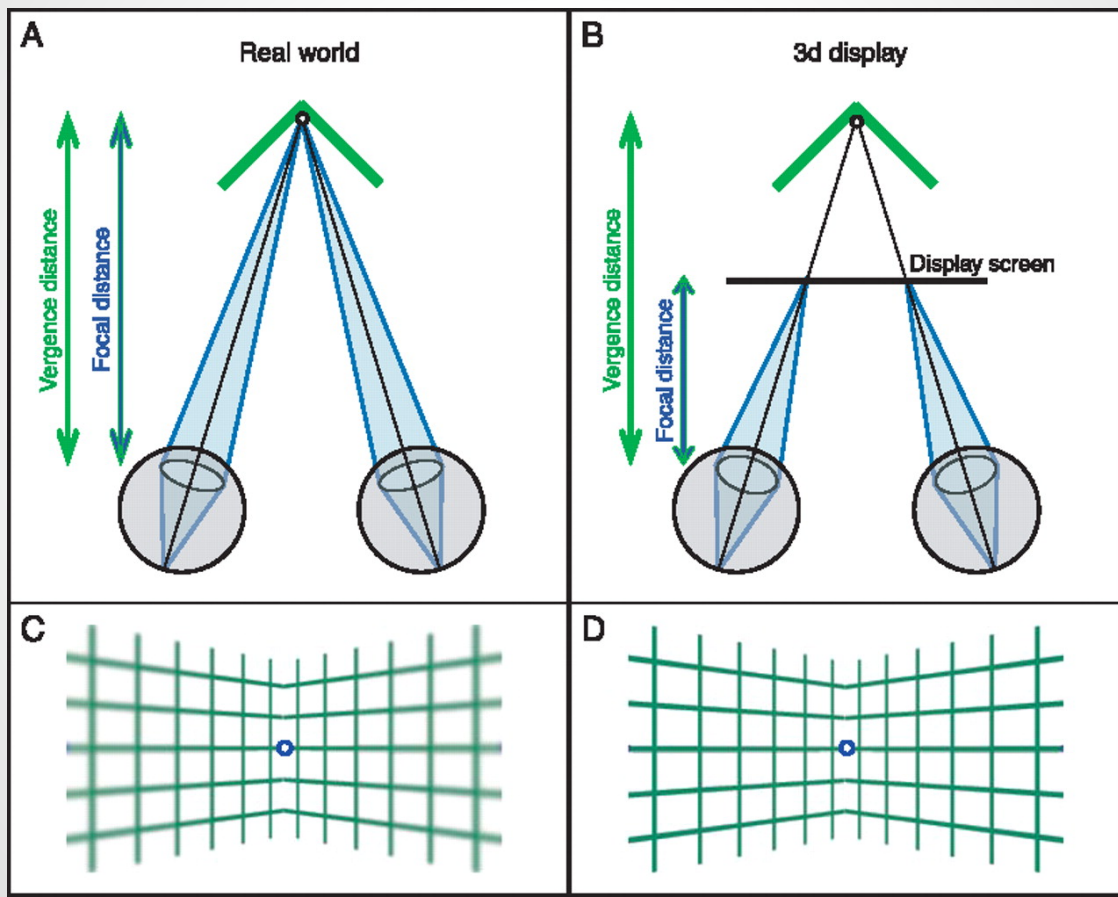 A
Real world
Vergence distance
Focal distance
B
3d display
Vergence distance
Focal distance
Display screen
C
D